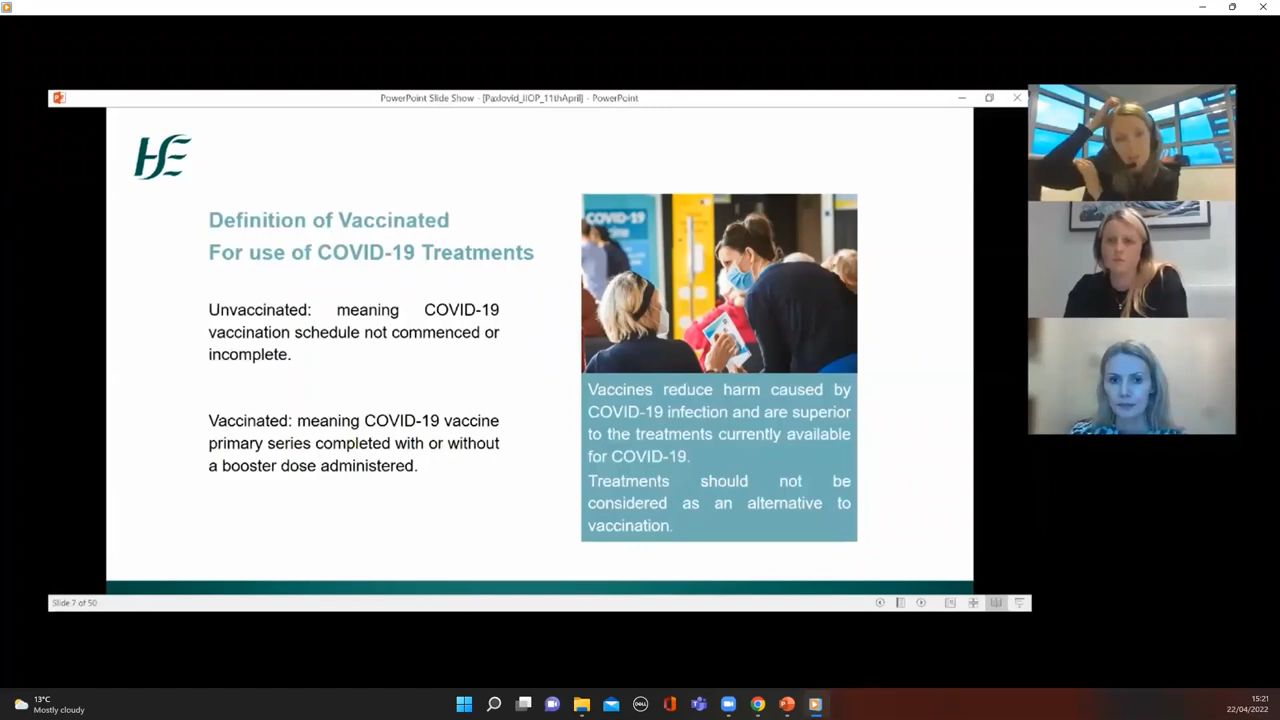 PowerPoint Slide Show - [Paxlovid_IIOP_11thApril] - PowerPoint
HSE
Definition of Vaccinated
For use of COVID-19 Treatments
Unvaccinated: meaning COVID-19
vaccination schedule not commenced or
incomplete.
Vaccinated: meaning COVID-19 vaccine
primary series completed with or without
a booster dose administered.
COVID-19
Vaccines reduce harm caused by
COVID-19 infection and are superior
to the treatments currently available
for COVID-19.
Treatments should not be
considered as an alternative to
vaccination.
Slide 7 of 50
13°C
Mostly cloudy
DELL
15:21
22/04/2022